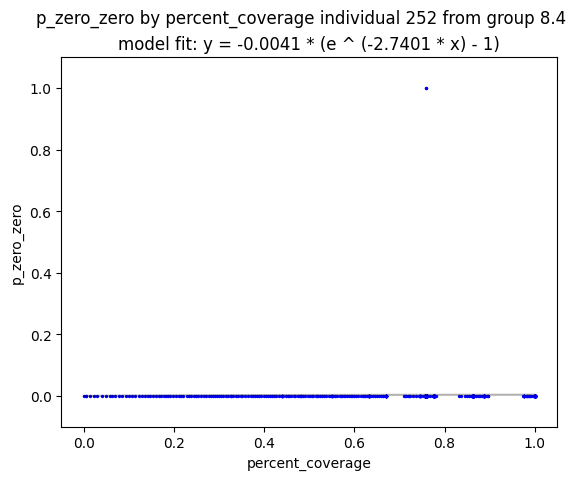 p_zero_zero by percent_coverage individual 252 from group 8.4
model fit: y = -0.0041 * (e ^ (-2.7401 * x) - 1)
1.0
0.8
0.6
0.4
0.2
0.0
p_zero_zero
0.0 0.2 0.4 0.6 0.8 1.0
percent_coverage